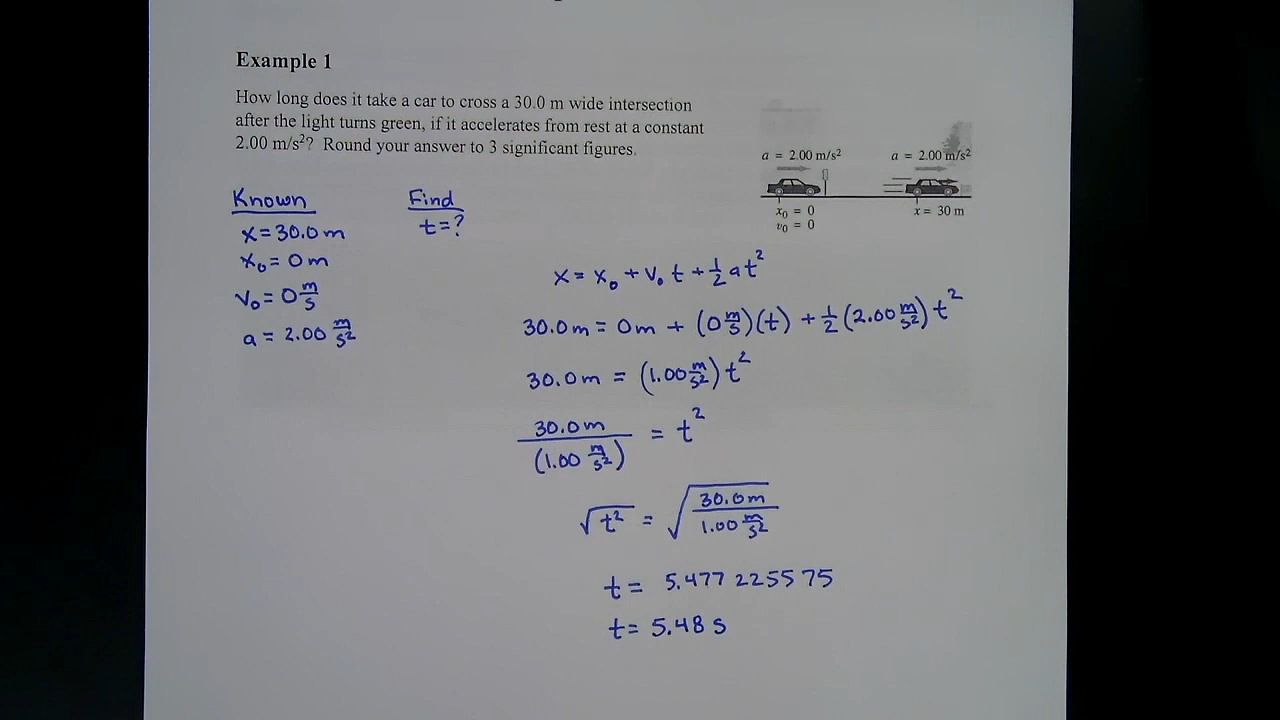 Example 1
How long does it take a car to cross a 30.0 m wide intersection
after the light turns green, if it accelerates from rest at a constant
2.00 m/s²? Round your answer to 3 significant figures.
a = 2.00 m/s² a = 2.00 m/s²
x₀ = 0 x = 30 m
v₀ = 0
Known Find
x = 30.0 m t = ?
x₀ = 0 m
v₀ = 0 m/s
a = 2.00 m/s²
x = x₀ + v₀ t + 1/2 a t²
30.0 m = 0 m + (0 m/s)(t) + 1/2 (2.00 m/s²) t²
30.0 m = (1.00 m/s²) t²
30.0 m / (1.00 m/s²) = t²
√t² = √(30.0 m / 1.00 m/s²)
t = 5.477 2255 75
t = 5.48 s